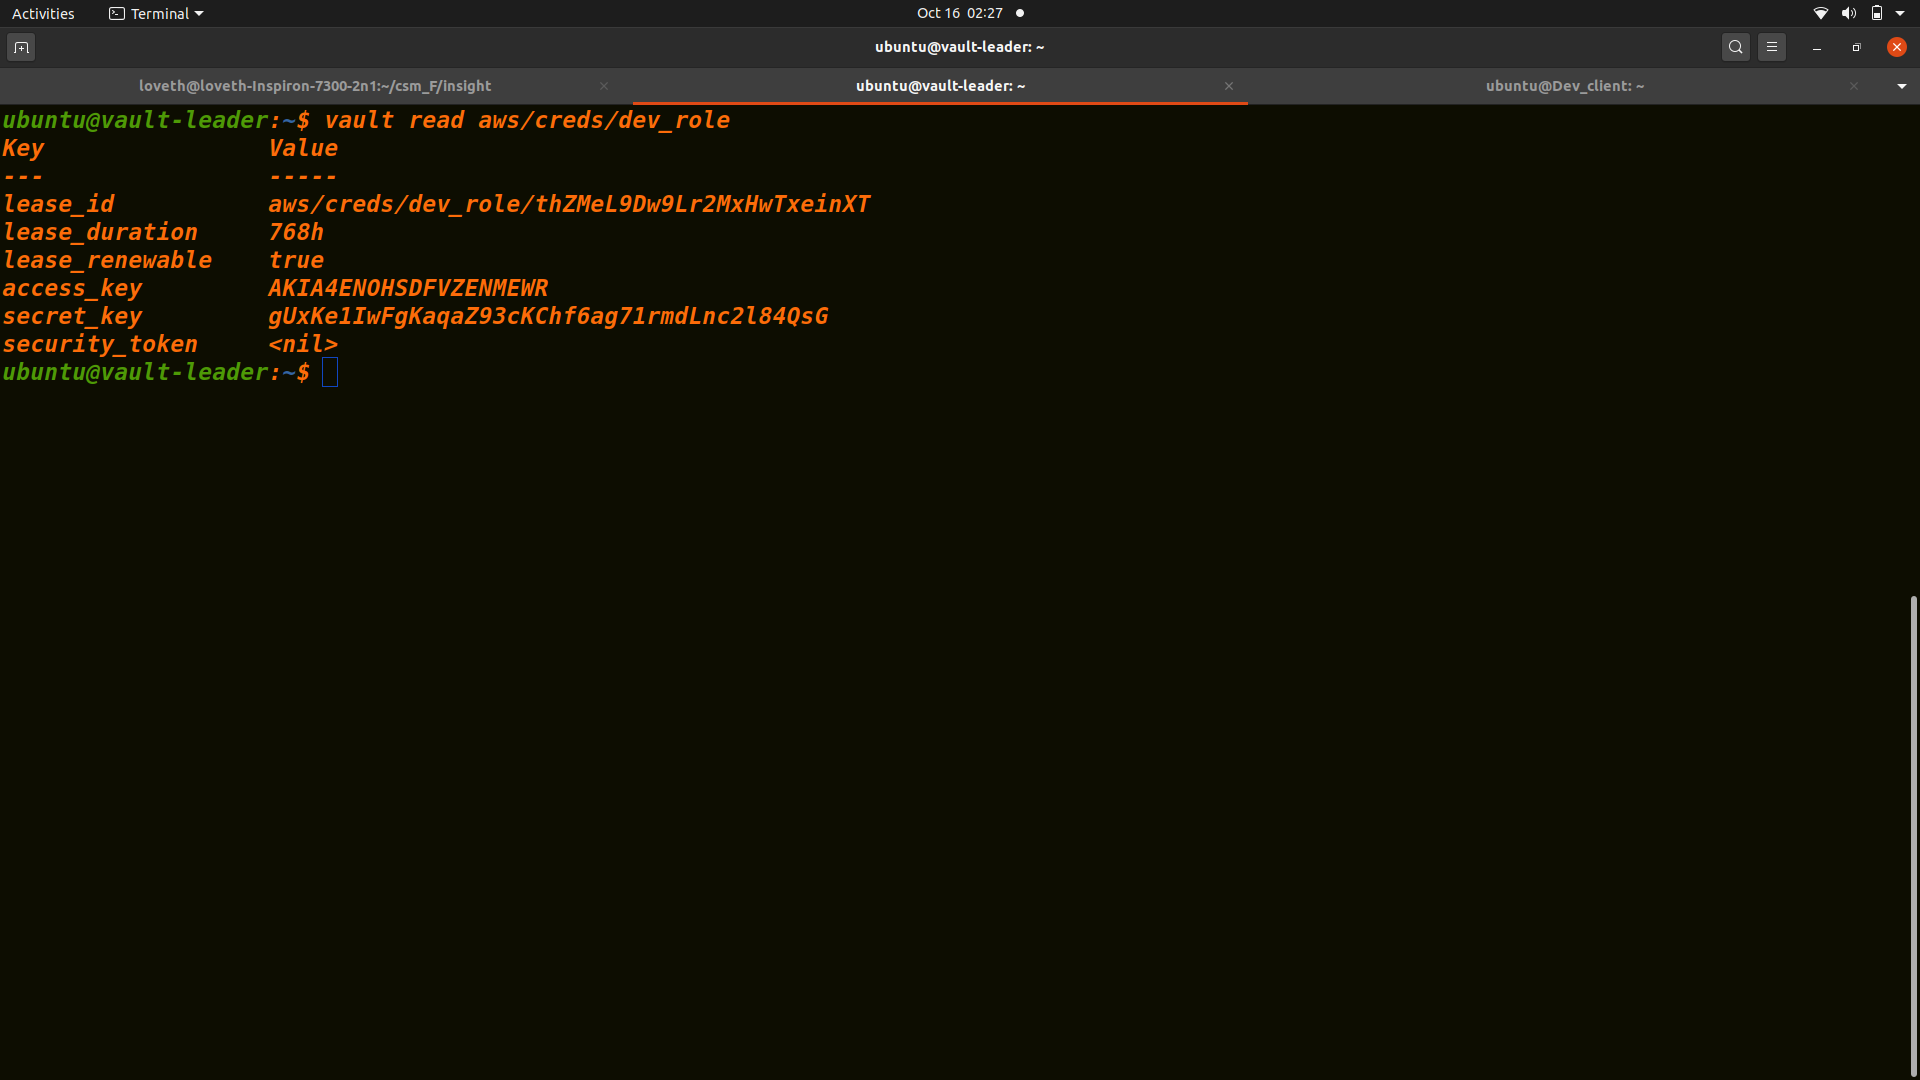 Activities Terminal Oct 16 02:27
ubuntu@vault-leader: ~
loveth@loveth-Inspiron-7300-2n1:~/csm_F/insight ubuntu@vault-leader: ~ ubuntu@Dev_client: ~
ubuntu@vault-leader:~$ vault read aws/creds/dev_role
Key Value
--- -----
lease_id aws/creds/dev_role/thZMeL9Dw9Lr2MxHwTxeinXT
lease_duration 768h
lease_renewable true
access_key AKIA4ENOHSDFVZENMEWR
secret_key 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
security_token <nil>
ubuntu@vault-leader:~$